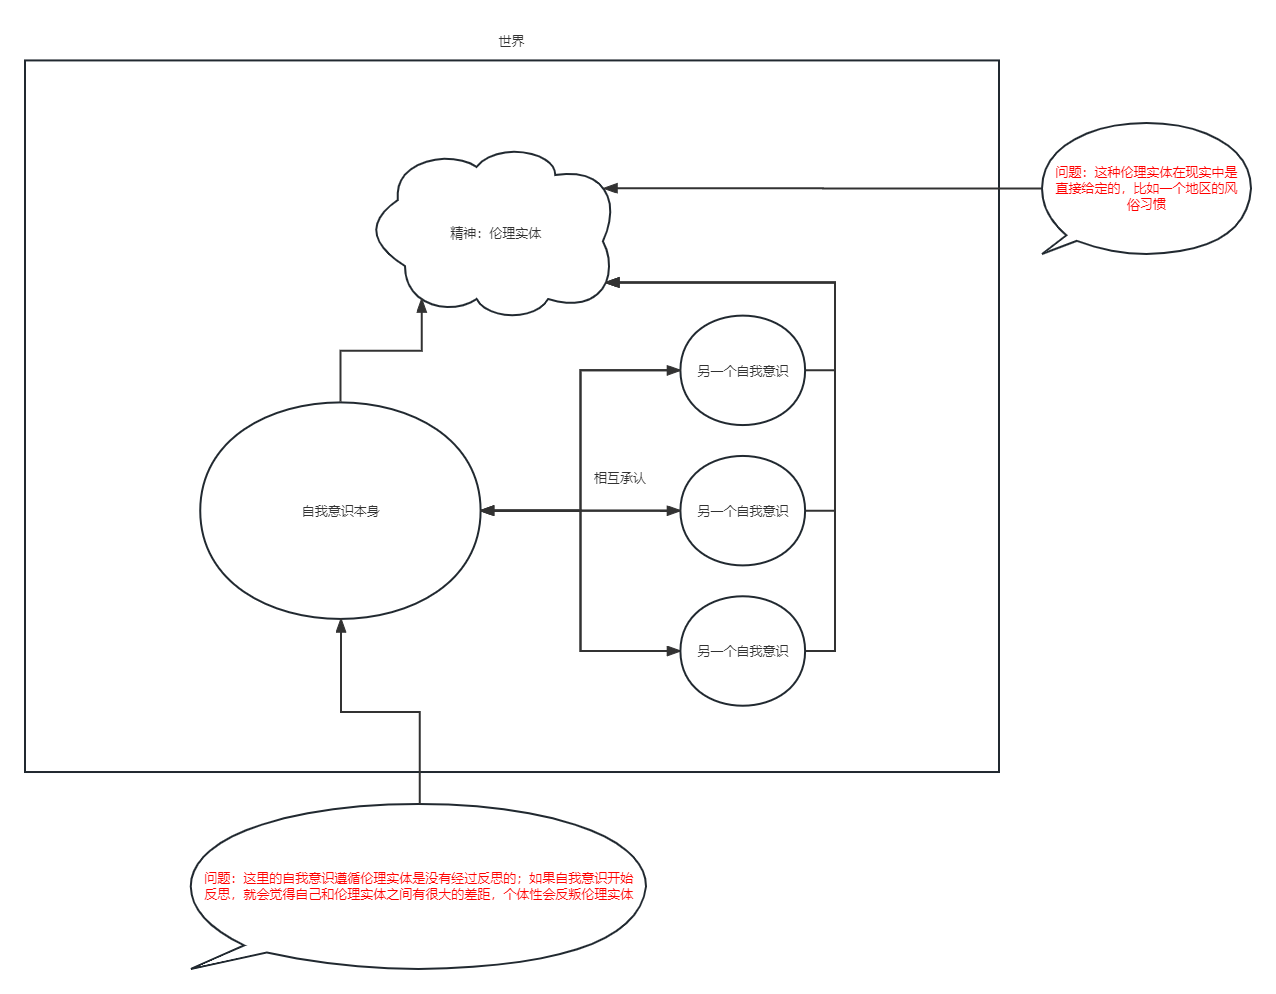 世界
问题：这种伦理实体在现实中是
直接给定的，比如一个地区的风
俗习惯
精神：伦理实体
另一个自我意识
相互承认
自我意识本身
另一个自我意识
另一个自我意识
问题：这里的自我意识遵循伦理实体是没有经过反思的；如果自我意识开始
反思，就会觉得自己和伦理实体之间有很大的差距，个体性会反叛伦理实体